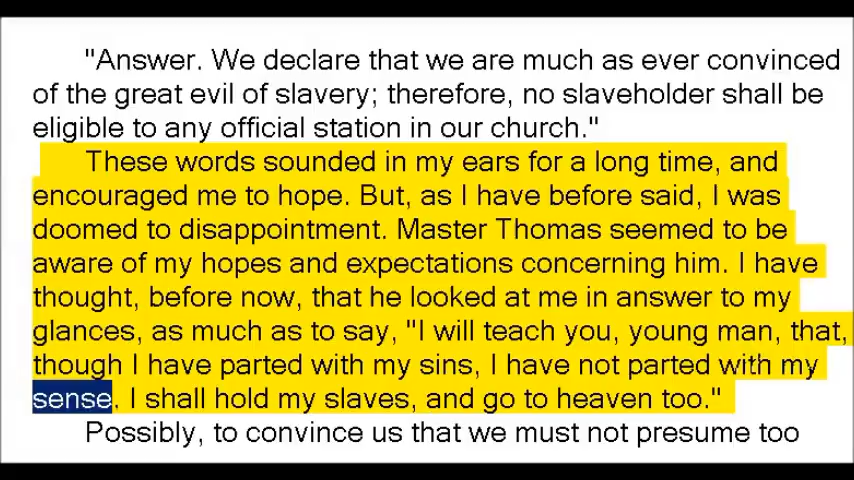 "Answer. We declare that we are much as ever convinced
of the great evil of slavery; therefore, no slaveholder shall be
eligible to any official station in our church."
These words sounded in my ears for a long time, and
encouraged me to hope. But, as I have before said, I was
doomed to disappointment. Master Thomas seemed to be
aware of my hopes and expectations concerning him. I have
thought, before now, that he looked at me in answer to my
glances, as much as to say, "I will teach you, young man, that,
though I have parted with my sins, I have not parted with my
sense. I shall hold my slaves, and go to heaven too."
Possibly, to convince us that we must not presume too